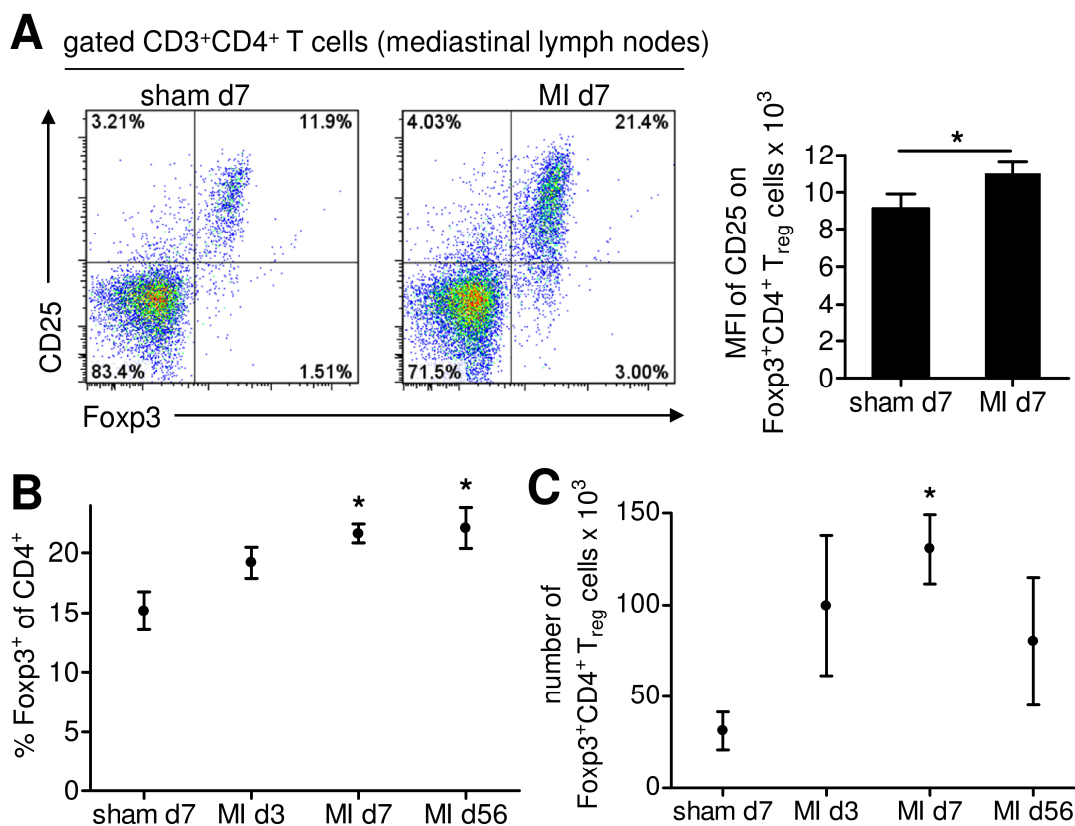 A
gated CD3⁺CD4⁺ T cells (mediastinal lymph nodes)
sham d7
MI d7
3.21%
11.9%
4.03%
21.4%
83.4%
1.51%
71.5%
3.00%
CD25
Foxp3
MFI of CD25 on
Foxp3⁺CD4⁺ Treg cells x 10³
12
10
8
6
4
2
0
*
sham d7
MI d7
B
% Foxp3⁺ of CD4⁺
20
15
10
5
0
*
*
sham d7
MI d3
MI d7
MI d56
C
number of
Foxp3⁺CD4⁺ Treg cells x 10³
150
100
50
0
*
sham d7
MI d3
MI d7
MI d56